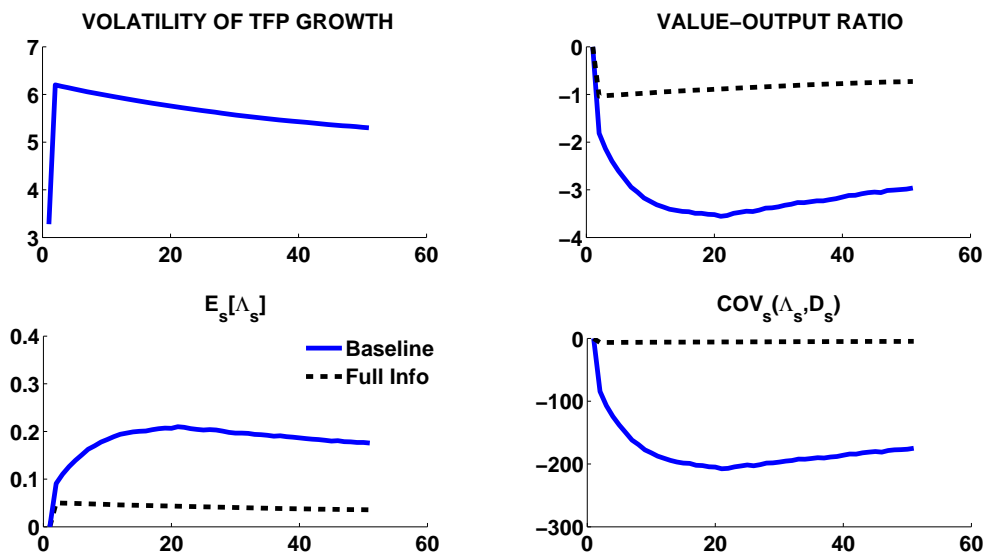 VOLATILITY OF TFP GROWTH
7
6
5
4
3
0 20 40 60
VALUE−OUTPUT RATIO
0
−1
−2
−3
−4
0 20 40 60
E_s[Λ_s]
0.4
0.3
0.2
0.1
0
0 20 40 60
Baseline
Full Info
COV_s(Λ_s,D_s)
0
−100
−200
−300
0 20 40 60